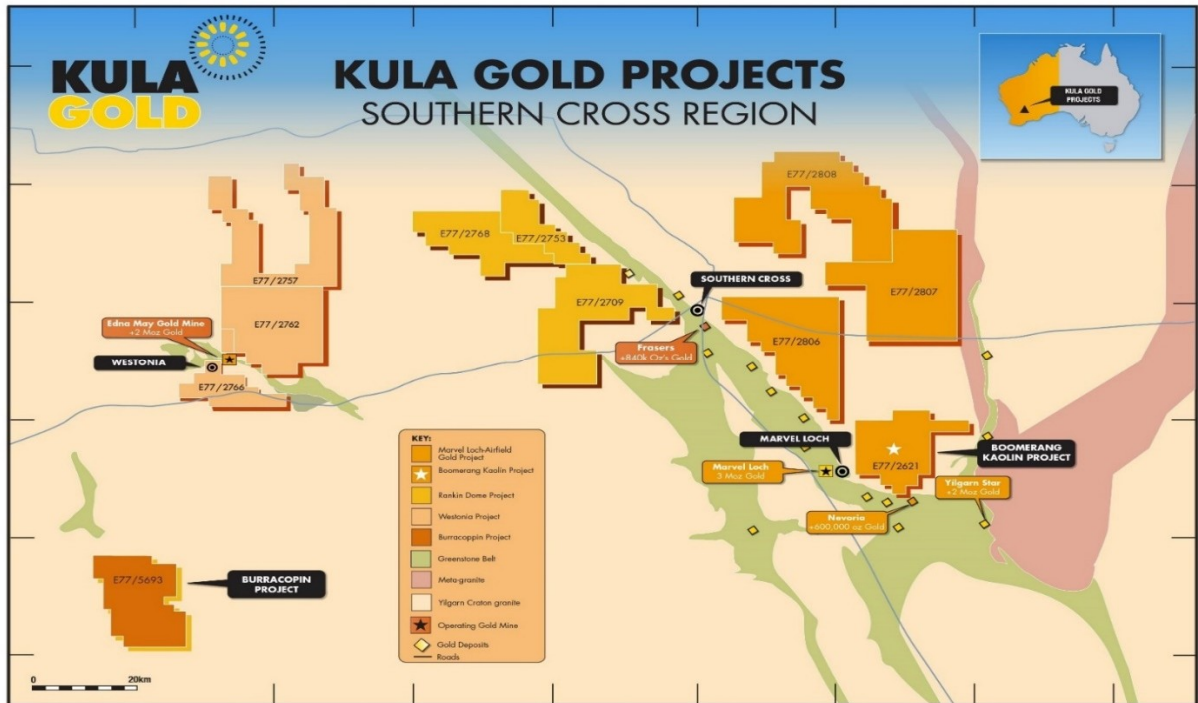 KULA
GOLD
KULA GOLD PROJECTS
SOUTHERN CROSS REGION
KULA GOLD
PROJECTS
E77/2808
E77/2768
E77/2753
E77/2757
SOUTHERN CROSS
E77/2709
E77/2807
E77/2762
Edna May Gold Mine
+2 Moz Gold
Frasers
+840k Oz's Gold
E77/2806
WESTONIA
E77/2766
MARVEL LOCH
BOOMERANG
KAOLIN PROJECT
Marvel Loch
3 Moz Gold
E77/2621
Yilgarn Star
+2 Moz Gold
Nevoria
+600,000 oz Gold
KEY:
Marvel Loch-Airfield
Gold Project
Boomerang Kaolin Project
Rankin Dome Project
Westonia Project
Burracoppin Project
Greenstone Belt
Meta-granite
Yilgarn Craton granite
Operating Gold Mine
Gold Deposits
Roads
E77/5693
BURRACOPIN
PROJECT
0
20km